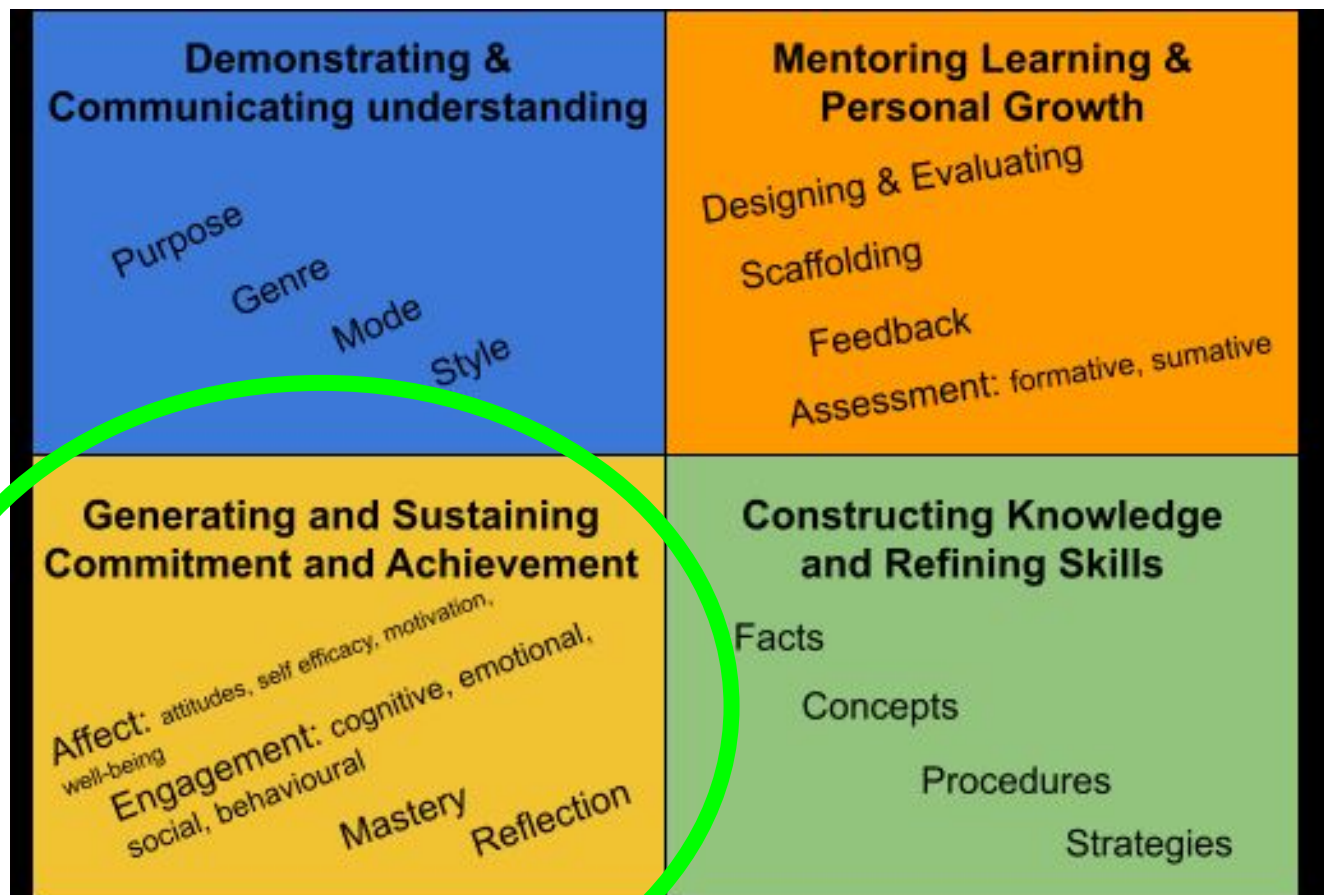 Demonstrating &
Communicating understanding
Purpose
Genre
Mode
Style
Mentoring Learning &
Personal Growth
Designing & Evaluating
Scaffolding
Feedback
Assessment: formative, sumative
Generating and Sustaining
Commitment and Achievement
Affect: attitudes, self efficacy, motivation,
well-being
Engagement: cognitive, emotional,
social, behavioural
Mastery
Reflection
Constructing Knowledge
and Refining Skills
Facts
Concepts
Procedures
Strategies